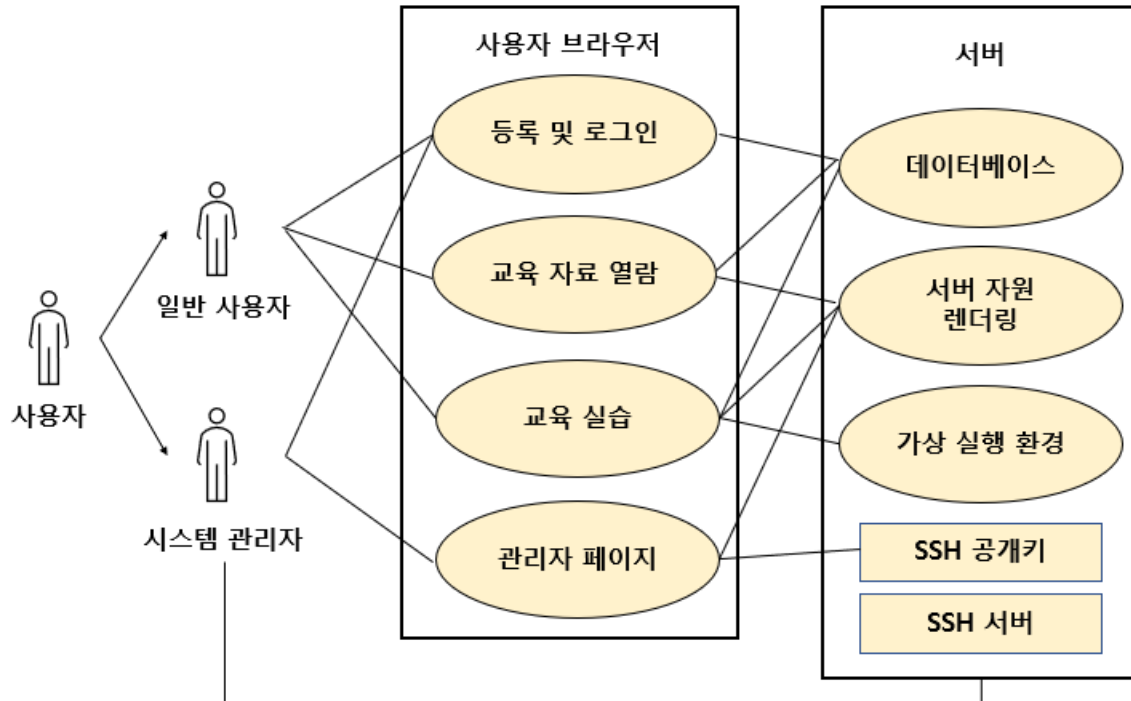 사용자 브라우저
서버
등록 및 로그인
데이터베이스
교육 자료 열람
서버 자원
렌더링
일반 사용자
사용자
교육 실습
가상 실행 환경
시스템 관리자
관리자 페이지
SSH 공개키
SSH 서버